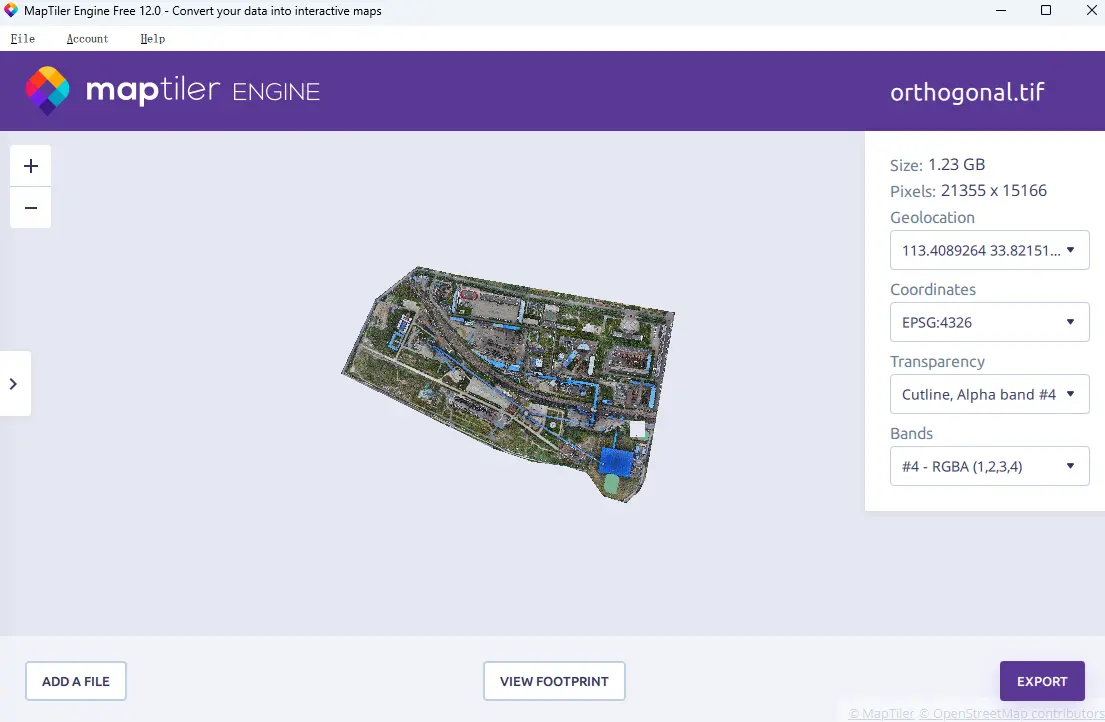 MapTiler Engine Free 12.0 - Convert your data into interactive maps
File Account Help
maptiler ENGINE
orthogonal.tif
+
−
Size: 1.23 GB
Pixels: 21355 x 15166
Geolocation
113.4089264 33.82151...
Coordinates
EPSG:4326
Transparency
Cutline, Alpha band #4
Bands
#4 - RGBA (1,2,3,4)
ADD A FILE
VIEW FOOTPRINT
EXPORT
© MapTiler © OpenStreetMap contributors